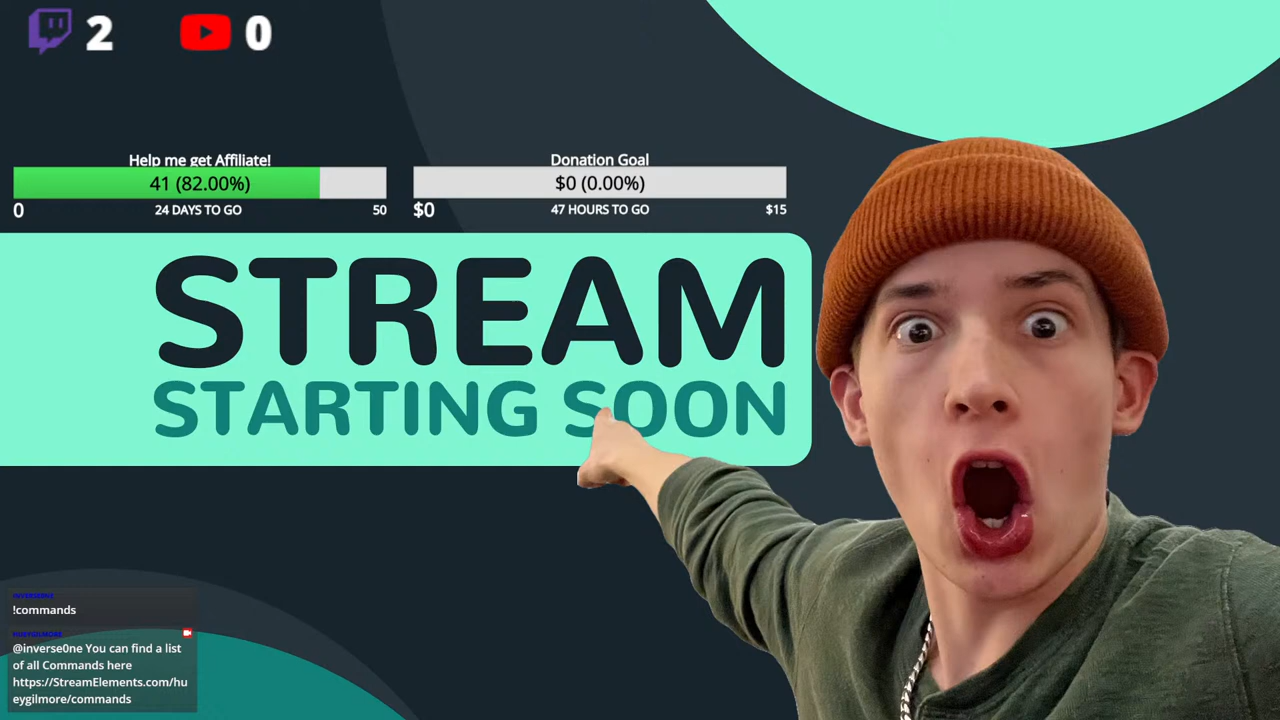 2
0
Help me get Affiliate!
Donation Goal
41 (82.00%)
$0 (0.00%)
0
24 DAYS TO GO
50
$0
47 HOURS TO GO
$15
STREAM
STARTING SOON
!commands
@inverse0ne You can find a list
of all Commands here
https://StreamElements.com/hu
eygilmore/commands